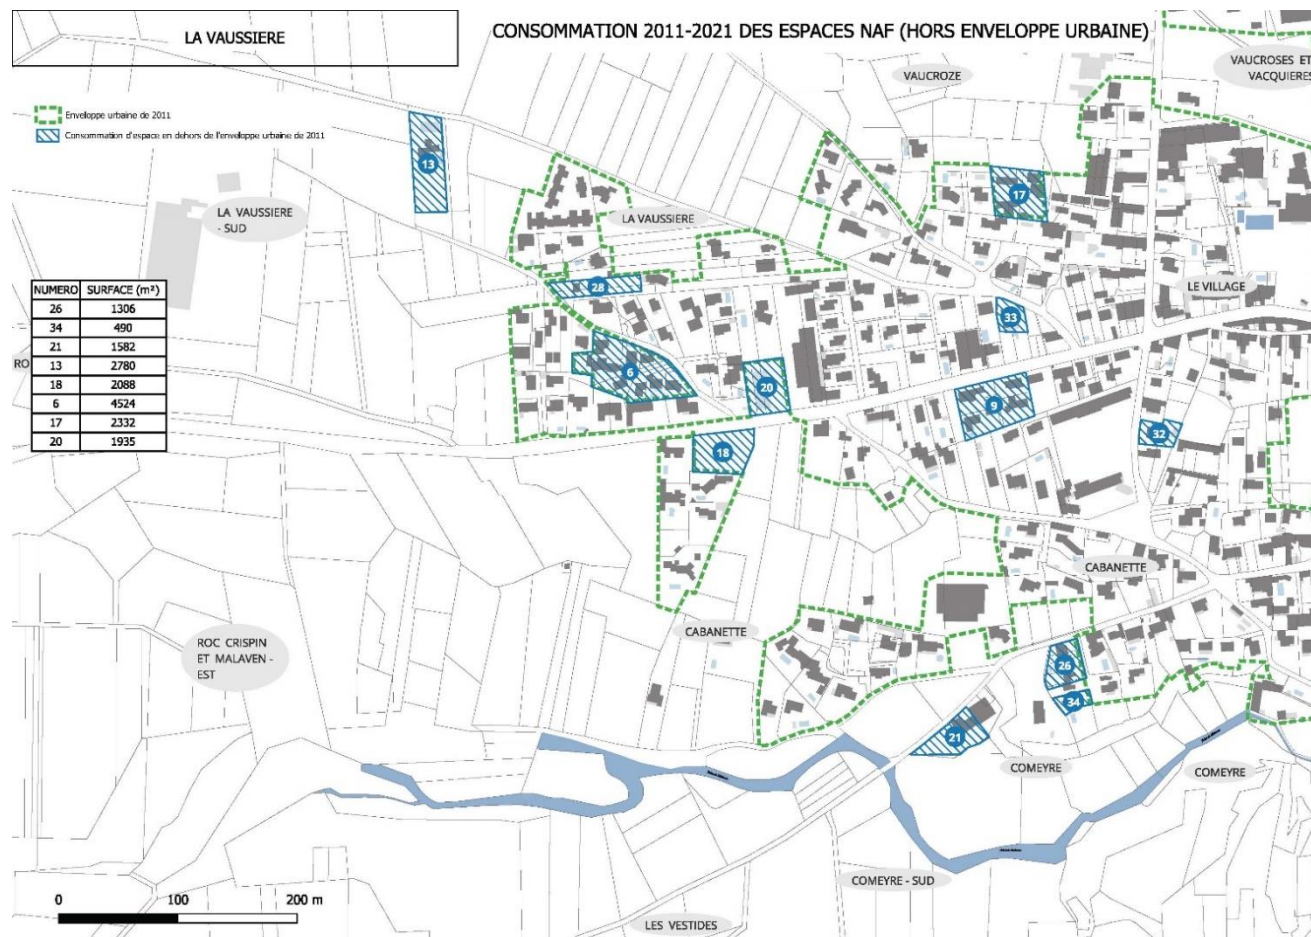 LA VAUSSIERE
CONSOMMATION 2011-2021 DES ESPACES NAF (HORS ENVELOPPE URBAINE)
VAUCROSES ET
VACQUIERES
VAUCROZE
Enveloppe urbaine de 2011
Consommation d'espace en dehors de l'enveloppe urbaine de 2011
13
17
LA VAUSSIERE
- SUD
LA VAUSSIERE
28
LE VILLAGE
NUMERO SURFACE (m²)
26 1306
34 490
21 1582
13 2780
18 2088
6 4524
17 2332
20 1935
33
RO
6
20
9
32
18
CABANETTE
CABANETTE
ROC CRISPIN
ET MALAVEN -
EST
26
34
21
COMEYRE
COMEYRE
COMEYRE - SUD
0 100 200 m
LES VESTIDES